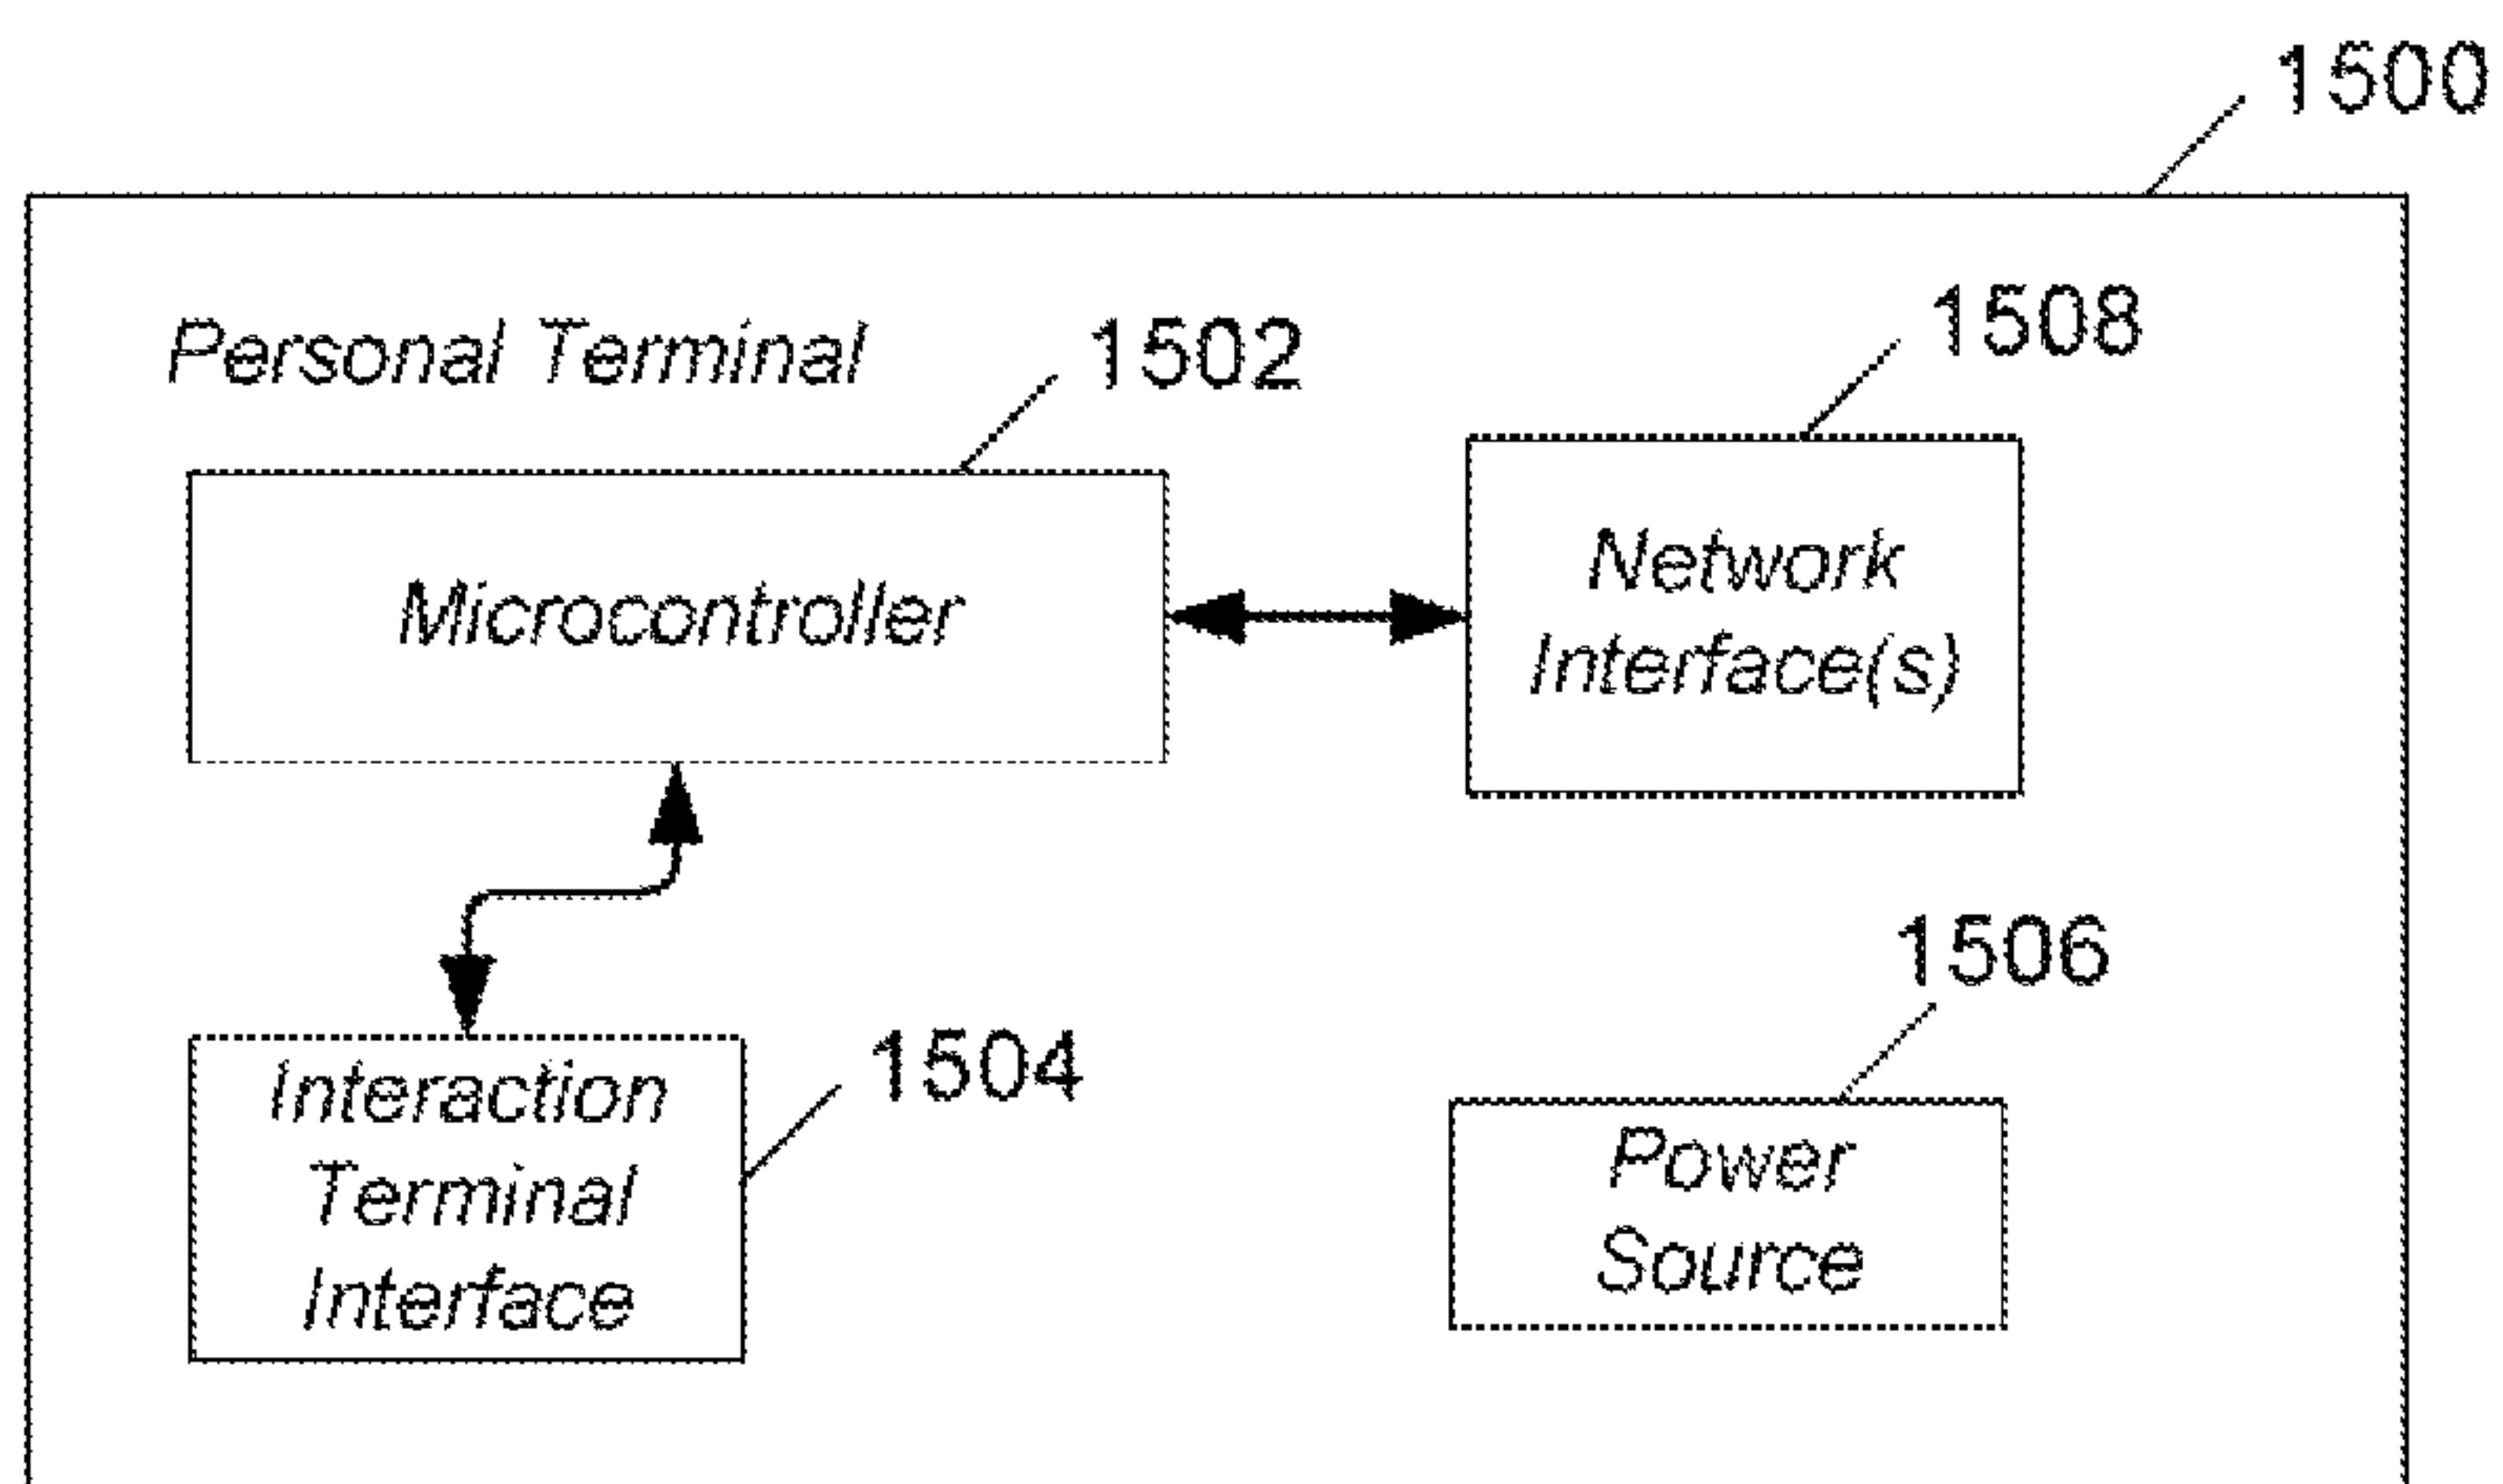 1500
Personal Terminal
1502
1508
Microcontroller
Network
Interface(s)
1506
1504
Interaction
Terminal
Interface
Power
Source